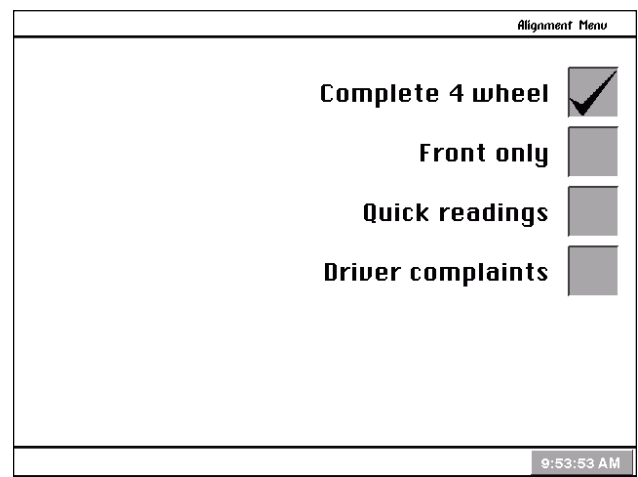 Alignment Menu
Complete 4 wheel
Front only
Quick readings
Driver complaints
9:53:53 AM